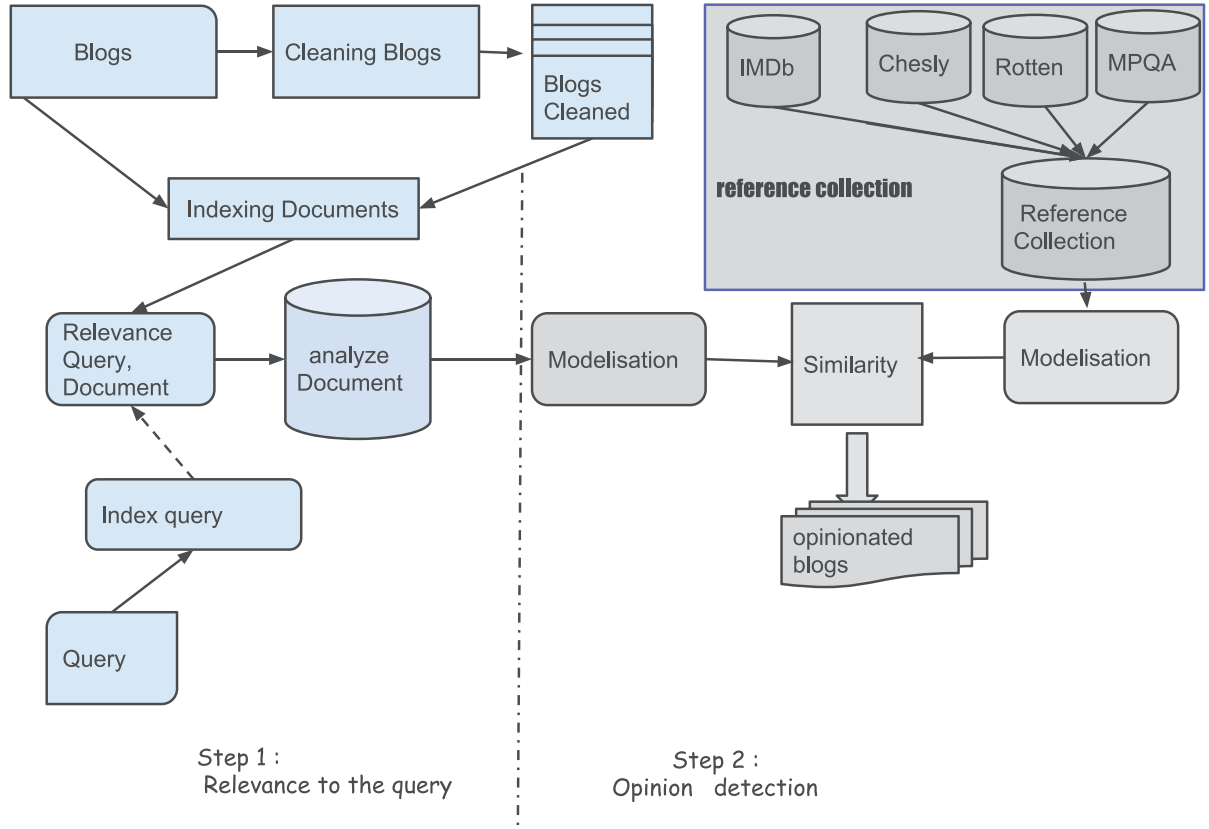 Blogs
Cleaning Blogs
Blogs
Cleaned
IMDb
Chesly
Rotten
MPQA
reference collection
Reference
Collection
Indexing Documents
Relevance
Query,
Document
analyze
Document
Modelisation
Similarity
Modelisation
Index query
opinionated
blogs
Query
Step 1 :
Relevance to the query
Step 2 :
Opinion detection